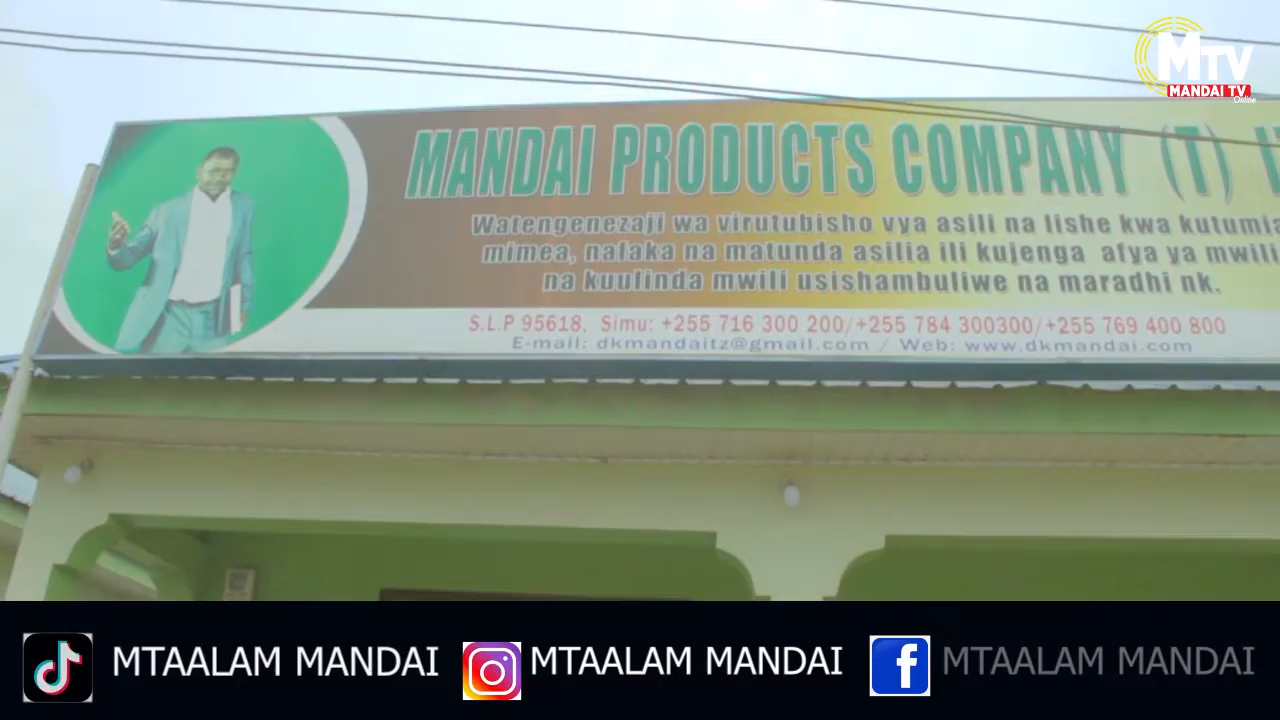 MTV
MANDAI TV
Online
MANDAI PRODUCTS COMPANY (T)
Watengenezaji wa virutubisho vya asili na lishe kwa kutumia
mimea, nafaka na matunda asilia ili kujenga afya ya mwili
na kuulinda mwili usishambuliwe na maradhi nk.
S.L.P 95618, Simu: +255 716 300 200/+255 784 300300/+255 769 400 800
E-mail: dkmandaitz@gmail.com / Web: www.dkmandai.com
MTAALAM MANDAI MTAALAM MANDAI MTAALAM MANDAI